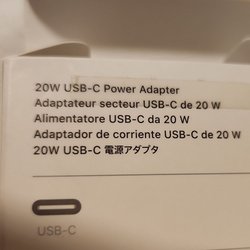 20W USB-C Power Adapter
Adaptateur secteur USB-C de 20 W
Alimentatore USB-C da 20 W
Adaptador de corriente USB-C de 20 W
20W USB-C 電源アダプタ
USB-C